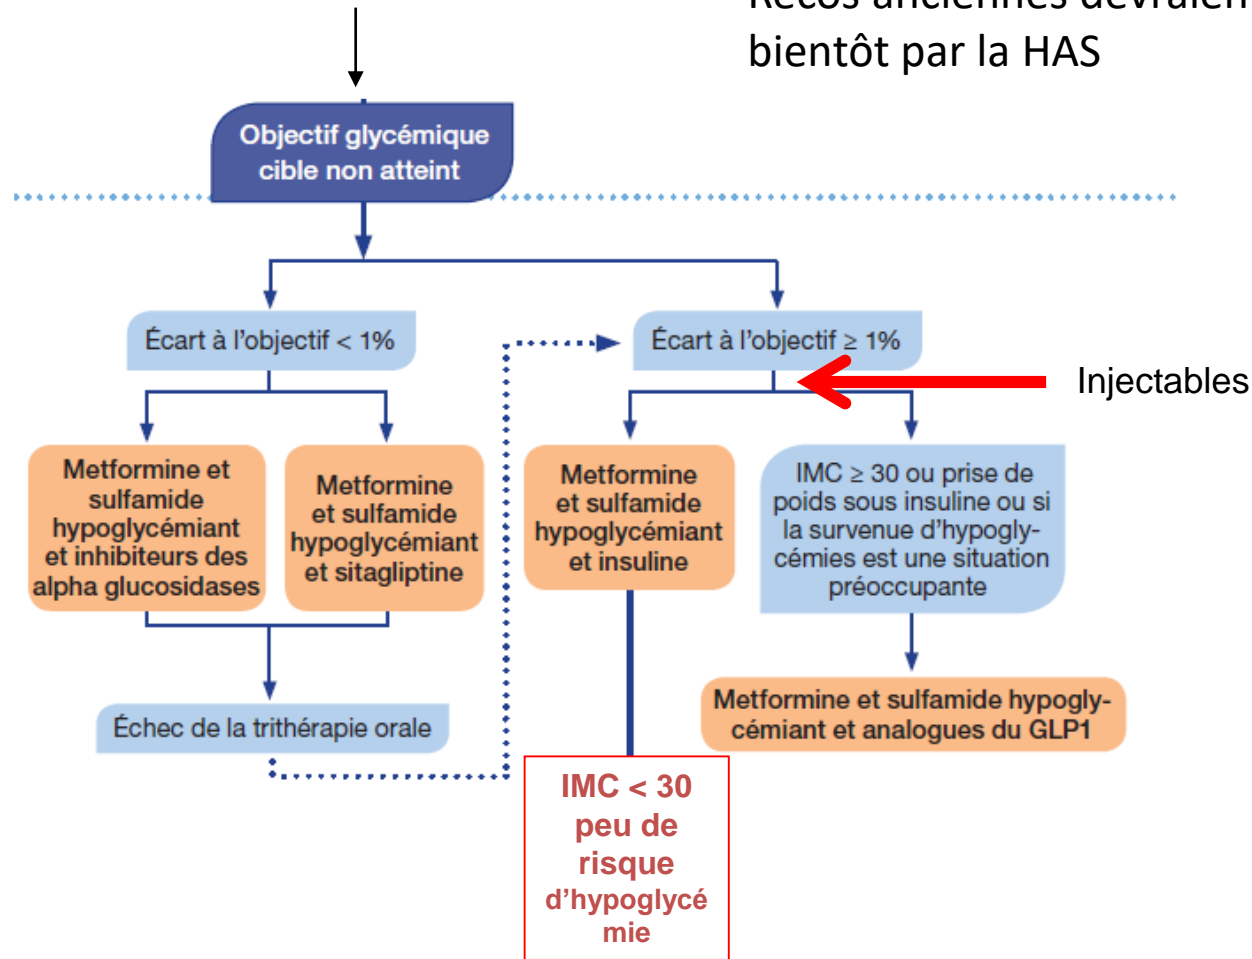 Recos anciennes
bientôt par la HAS
Objectif glycémique
cible non atteint
Écart à l'objectif < 1%
Écart à l'objectif ≥ 1%
Injectables
Metformine et
sulfamide
hypoglycémiant
et inhibiteurs des
alpha glucosidases
Metformine
et sulfamide
hypoglycémiant
et sitagliptine
Metformine
et sulfamide
hypoglycémiant
et insuline
IMC ≥ 30 ou prise de
poids sous insuline ou si
la survenue d'hypogly-
cémies est une situation
préoccupante
Échec de la trithérapie orale
Metformine et sulfamide hypogly-
cémiant et analogues du GLP1
IMC < 30
peu de
risque
d'hypoglycé
mie